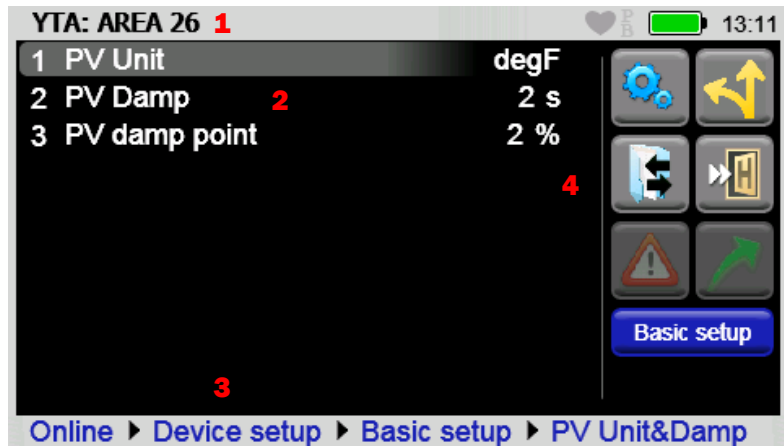 YTA: AREA 26 1 PB 13:11
1 PV Unit degF
2 PV Damp 2 2 s
3 PV damp point 2 %
4
H
Basic setup
3
Online ▶ Device setup ▶ Basic setup ▶ PV Unit&Damp